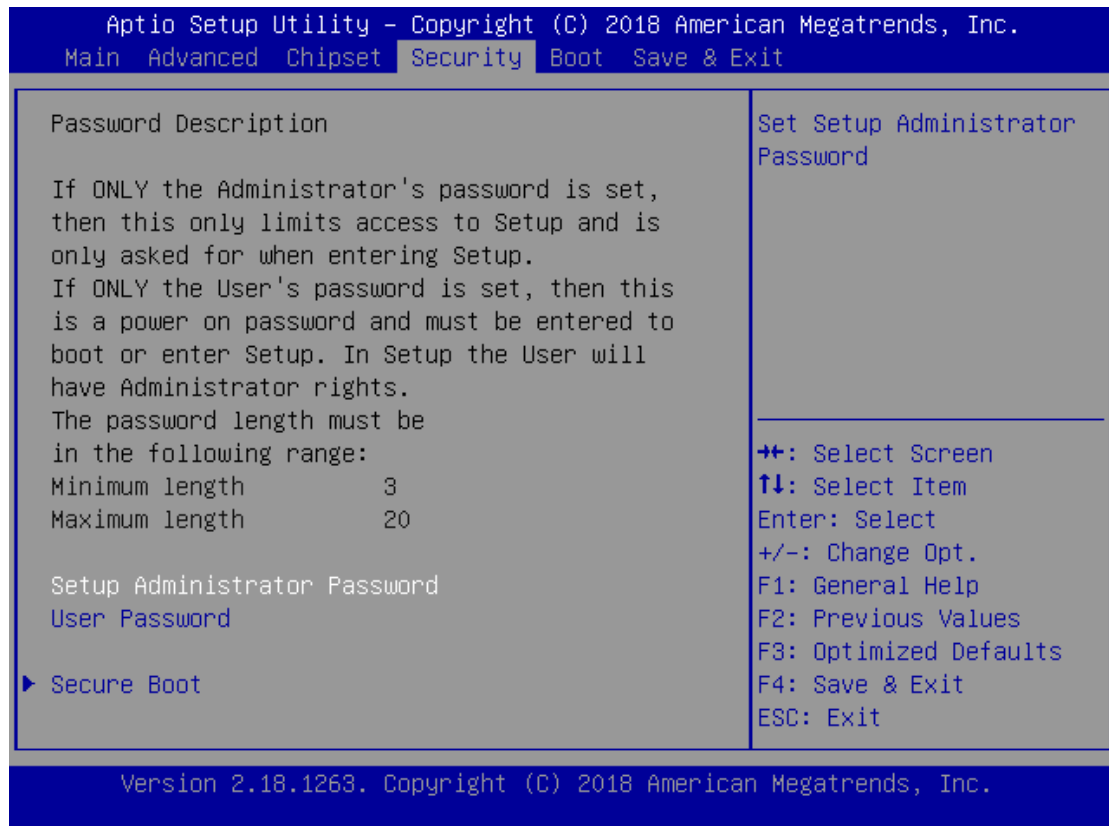 Aptio Setup Utility – Copyright (C) 2018 American Megatrends, Inc.
Main Advanced Chipset Security Boot Save & Exit
Password Description
If ONLY the Administrator's password is set,
then this only limits access to Setup and is
only asked for when entering Setup.
If ONLY the User's password is set, then this
is a power on password and must be entered to
boot or enter Setup. In Setup the User will
have Administrator rights.
The password length must be
in the following range:
Minimum length 3
Maximum length 20
Setup Administrator Password
User Password
Secure Boot
Set Setup Administrator
Password
→←: Select Screen
↑↓: Select Item
Enter: Select
+/-: Change Opt.
F1: General Help
F2: Previous Values
F3: Optimized Defaults
F4: Save & Exit
ESC: Exit
Version 2.18.1263. Copyright (C) 2018 American Megatrends, Inc.